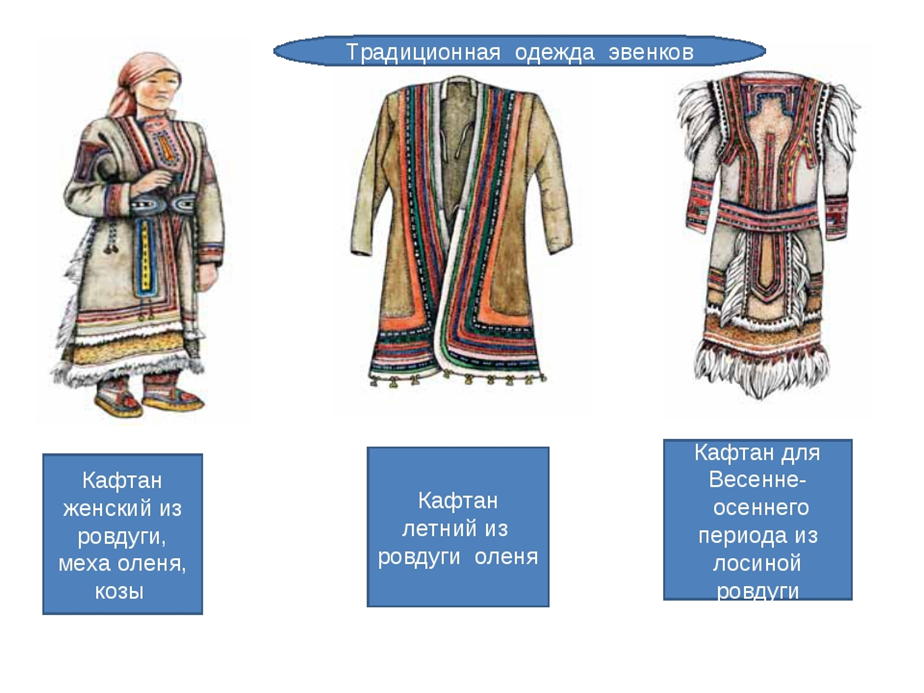 Традиционная одежда эвенков
Кафтан
женский из
ровдуги,
меха оленя,
козы
Кафтан
летний из
ровдуги оленя
Кафтан для
Весенне-
осеннего
периода из
лосиной
ровдуги